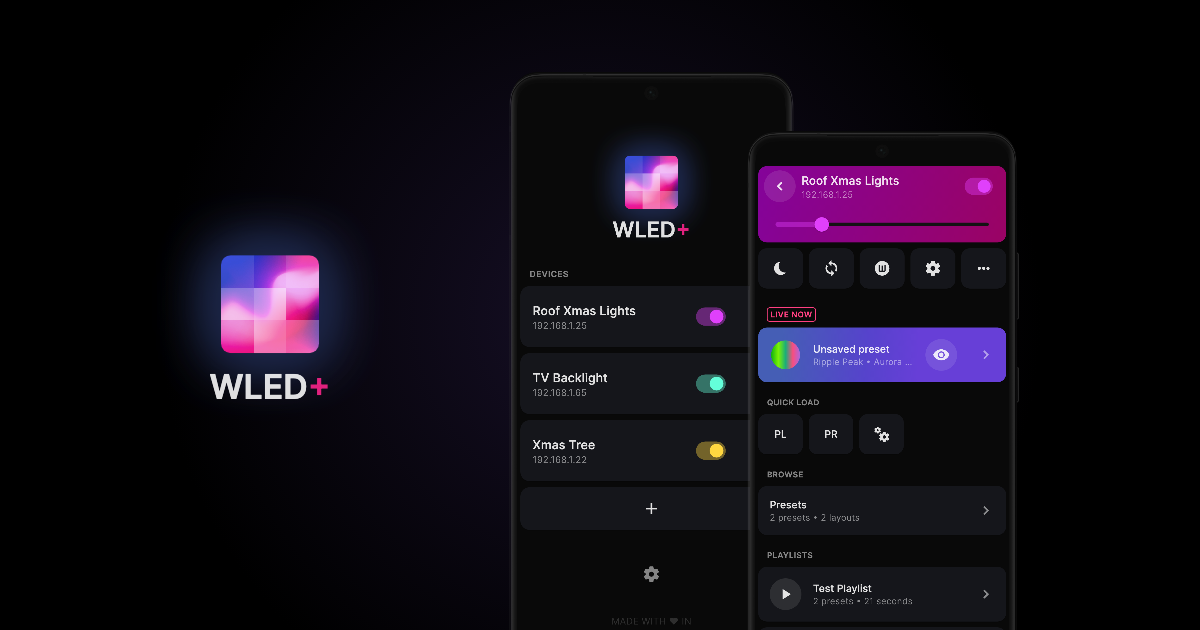 WLED+
WLED+
DEVICES
Roof Xmas Lights
192.168.1.25
TV Backlight
192.168.1.65
Xmas Tree
192.168.1.22
+
MADE WITH ♥ IN
Roof Xmas Lights
192.168.1.25
LIVE NOW
Unsaved preset
Ripple Peak • Aurora ...
QUICK LOAD
PL
PR
BROWSE
Presets
2 presets • 2 layouts
PLAYLISTS
Test Playlist
2 presets • 21 seconds